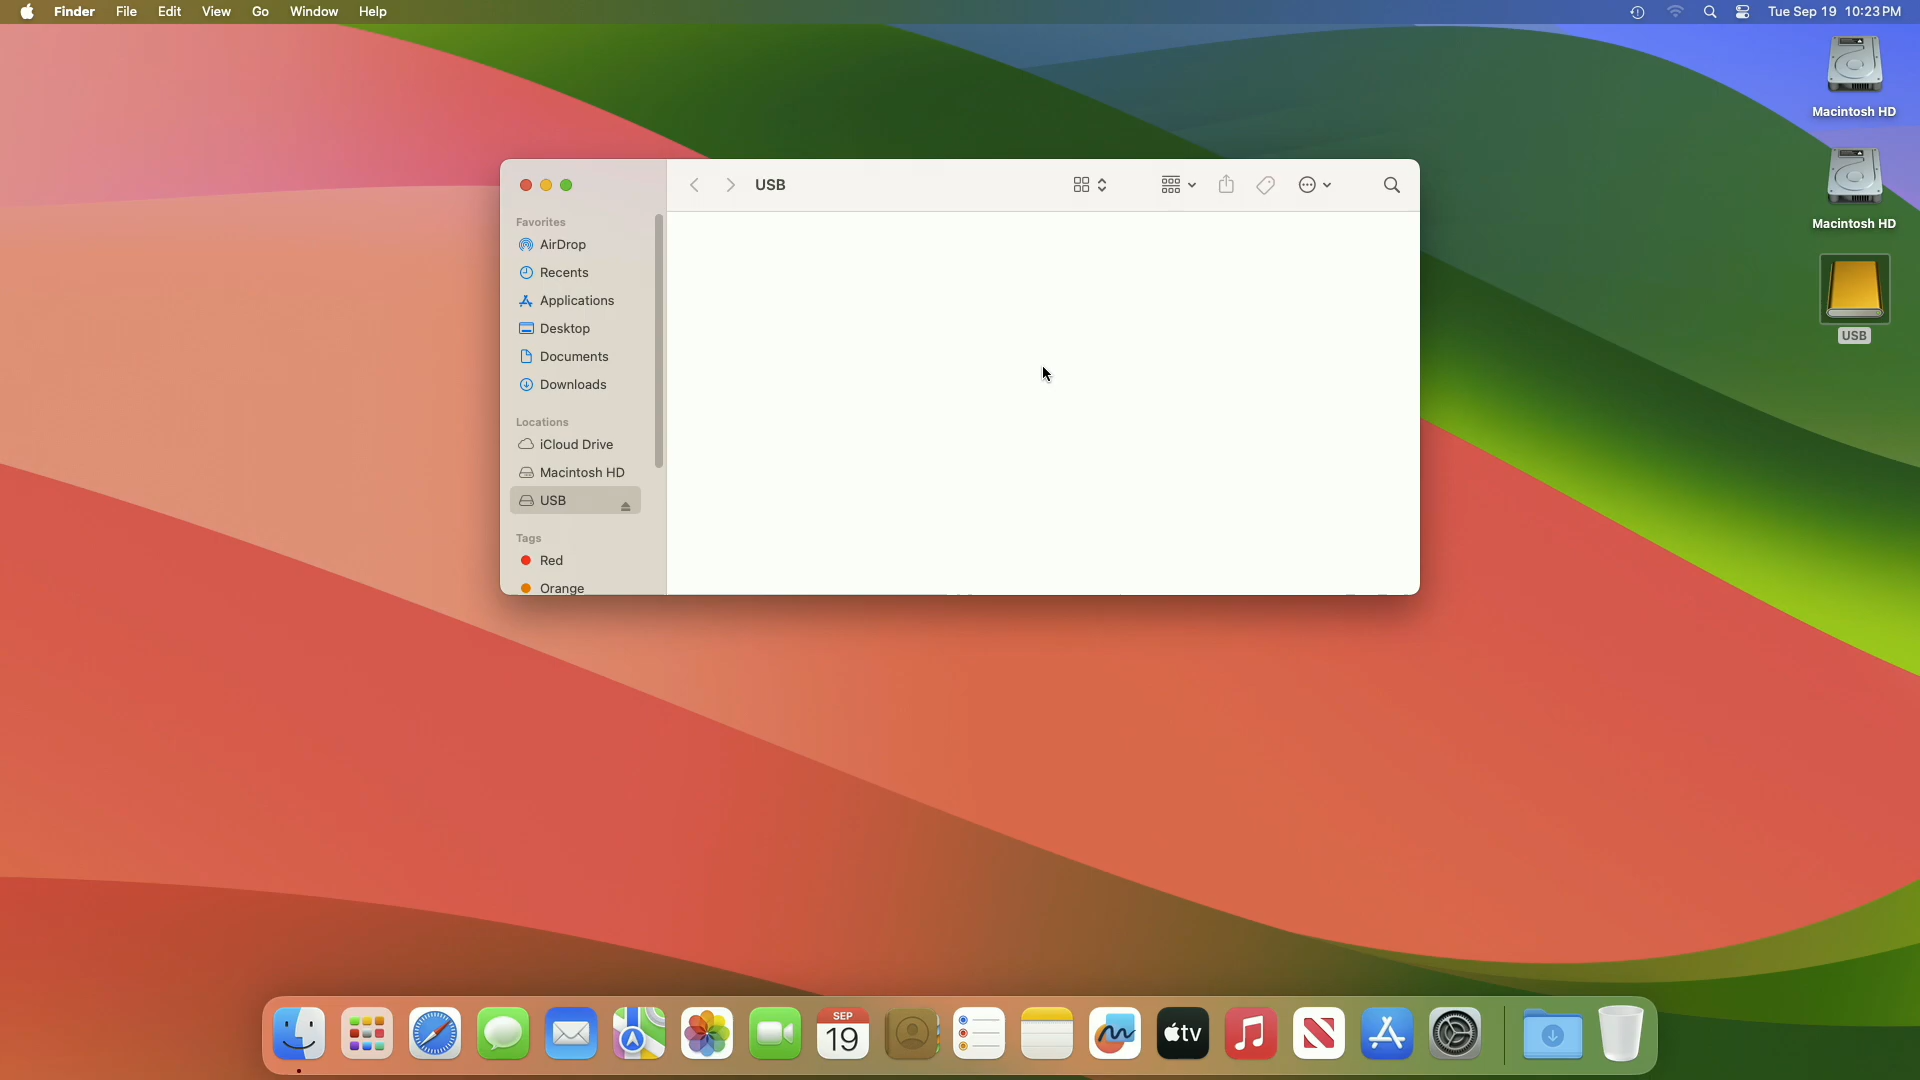 Finder File Edit View Go Window Help Tue Sep 19 10:23 PM
Macintosh HD
Macintosh HD
USB
USB
Favorites
AirDrop
Recents
Applications
Desktop
Documents
Downloads
Locations
iCloud Drive
Macintosh HD
USB
Tags
Red
Orange
SEP
19
tv